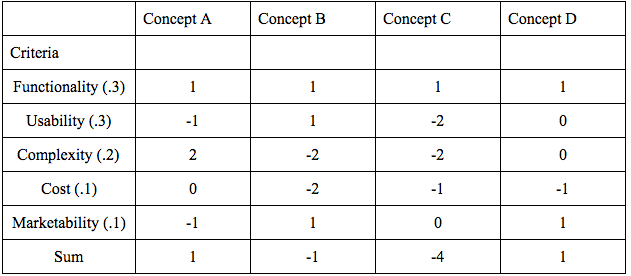 Concept A Concept B Concept C Concept D
Criteria
Functionality (.3) 1 1 1 1
Usability (.3) -1 1 -2 0
Complexity (.2) 2 -2 -2 0
Cost (.1) 0 -2 -1 -1
Marketability (.1) -1 1 0 1
Sum 1 -1 -4 1